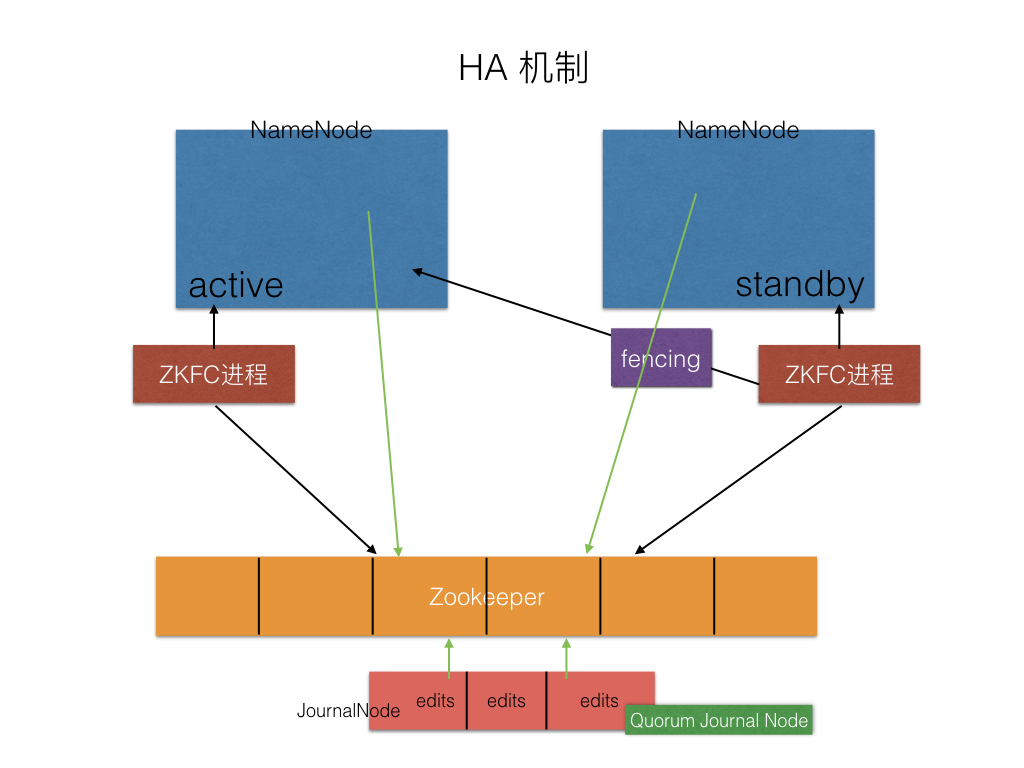 HA 机制
NameNode
NameNode
active
standby
fencing
ZKFC进程
ZKFC进程
Zookeeper
edits
edits
edits
JournalNode
Quorum Journal Node